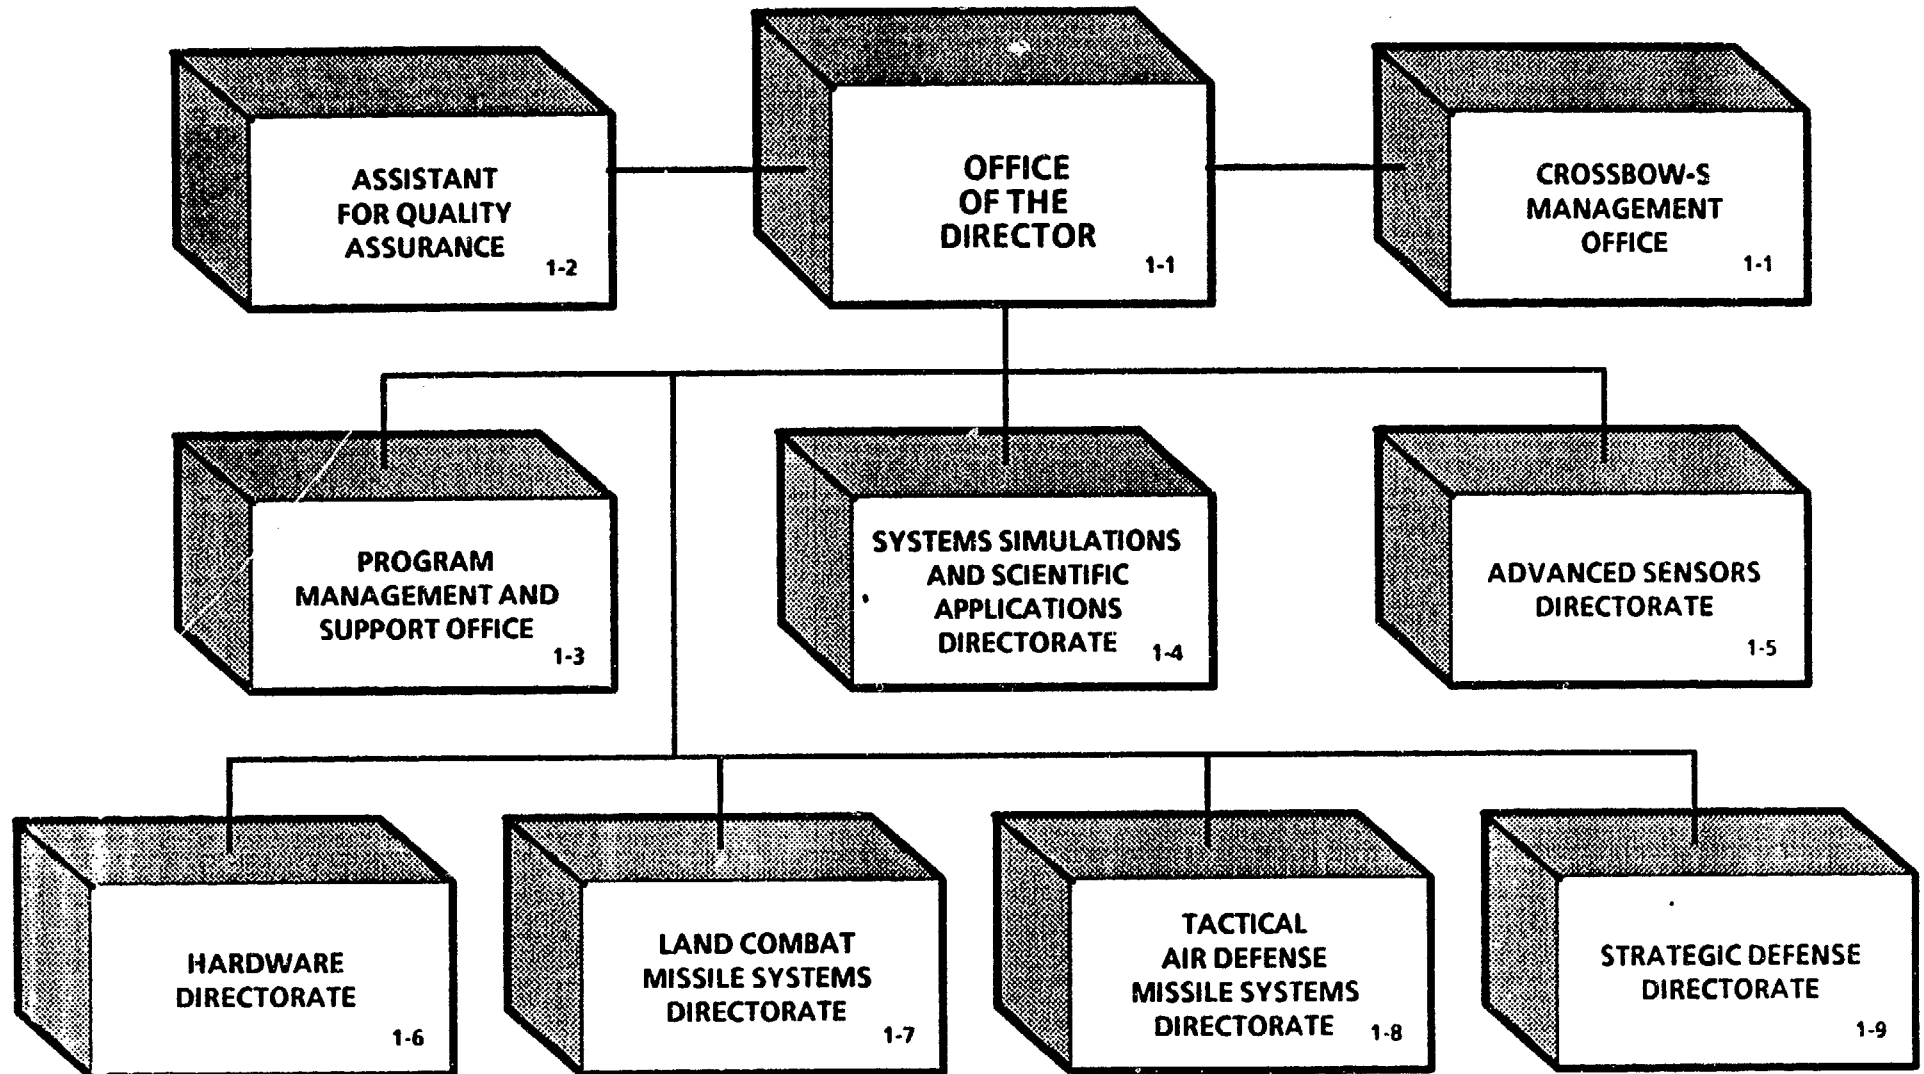 ASSISTANT
FOR QUALITY
ASSURANCE
1-2
OFFICE
OF THE
DIRECTOR
1-1
CROSSBOW-S
MANAGEMENT
OFFICE
1-1
PROGRAM
MANAGEMENT AND
SUPPORT OFFICE
1-3
SYSTEMS SIMULATIONS
AND SCIENTIFIC
APPLICATIONS
DIRECTORATE
1-4
ADVANCED SENSORS
DIRECTORATE
1-5
HARDWARE
DIRECTORATE
1-6
LAND COMBAT
MISSILE SYSTEMS
DIRECTORATE
1-7
TACTICAL
AIR DEFENSE
MISSILE SYSTEMS
DIRECTORATE
1-8
STRATEGIC DEFENSE
DIRECTORATE
1-9